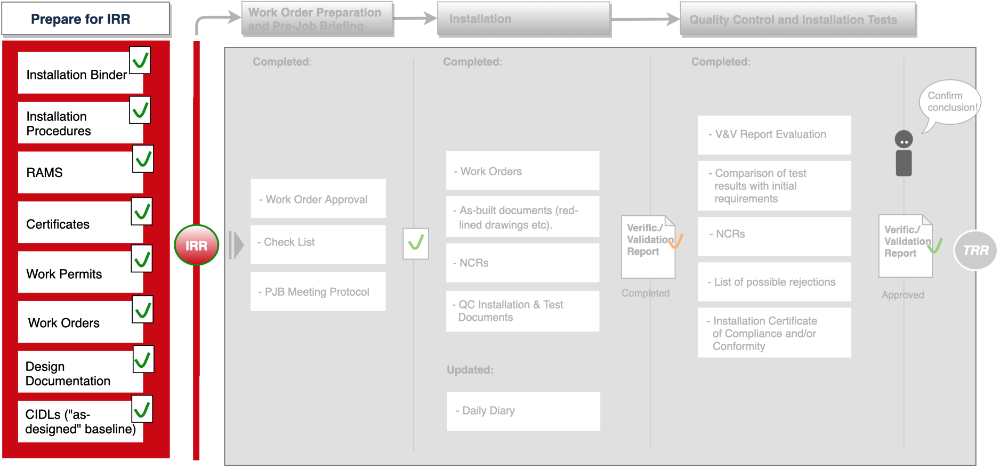 Prepare for IRR
Installation Binder
Installation
Procedures
RAMS
Certificates
Work Permits
Work Orders
Design
Documentation
CIDLs ("as-
designed" baseline)
IRR
Work Order Preparation
and Pre-Job Briefing
Completed:
- Work Order Approval
- Check List
- PJB Meeting Protocol
Installation
Completed:
- Work Orders
- As-built documents (red-
lined drawings etc).
- NCRs
- QC Installation & Test
Documents
Updated:
- Daily Diary
Verific./
Validation
Report
Completed
Quality Control and Installation Tests
Completed:
- V&V Report Evaluation
- Comparison of test
results with initial
requirements
- NCRs
- List of possible rejections
- Installation Certificate
of Compliance and/or
Conformity
Confirm
conclusion!
Verific./
Validation
Report
Approved
TRR